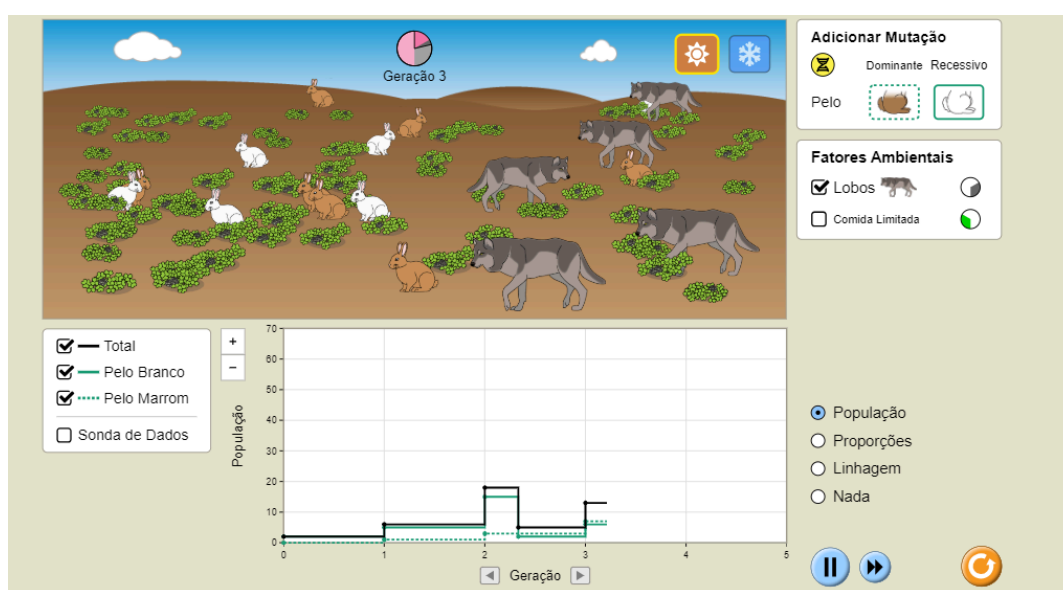 Geração 3
Adicionar Mutação
Dominante Recessivo
Pelo
Fatores Ambientais
Lobos
Comida Limitada
Total
Pelo Branco
Pelo Marrom
Sonda de Dados
+
−
População
70
60
50
40
30
20
10
0
0 1 2 3 4 5
Geração
População
Proporções
Linhagem
Nada